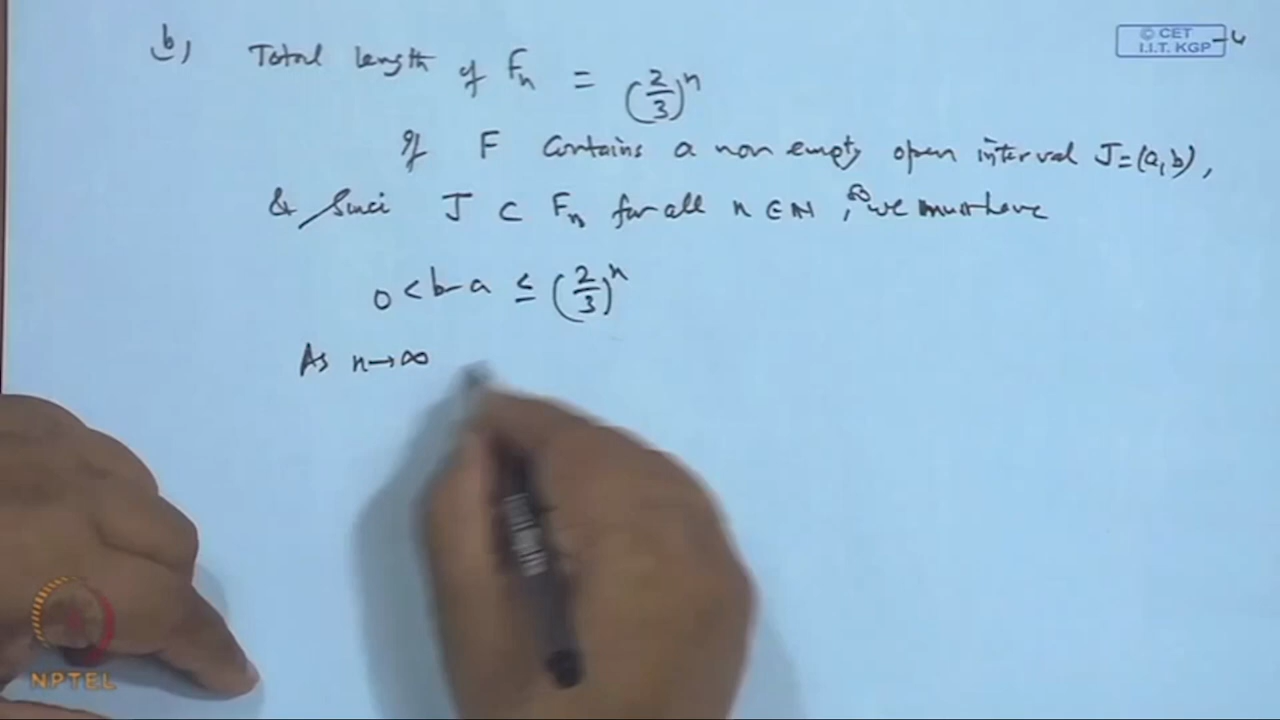 © CET
I.I.T. KGP
b) Total length of Fₙ = (2/3)ⁿ
If F Contains a non empty open interval J=(a,b),
& Since J ⊂ Fₙ for all n ∈ N, so we must have
0 < b-a ≤ (2/3)ⁿ
As n→∞
NPTEL